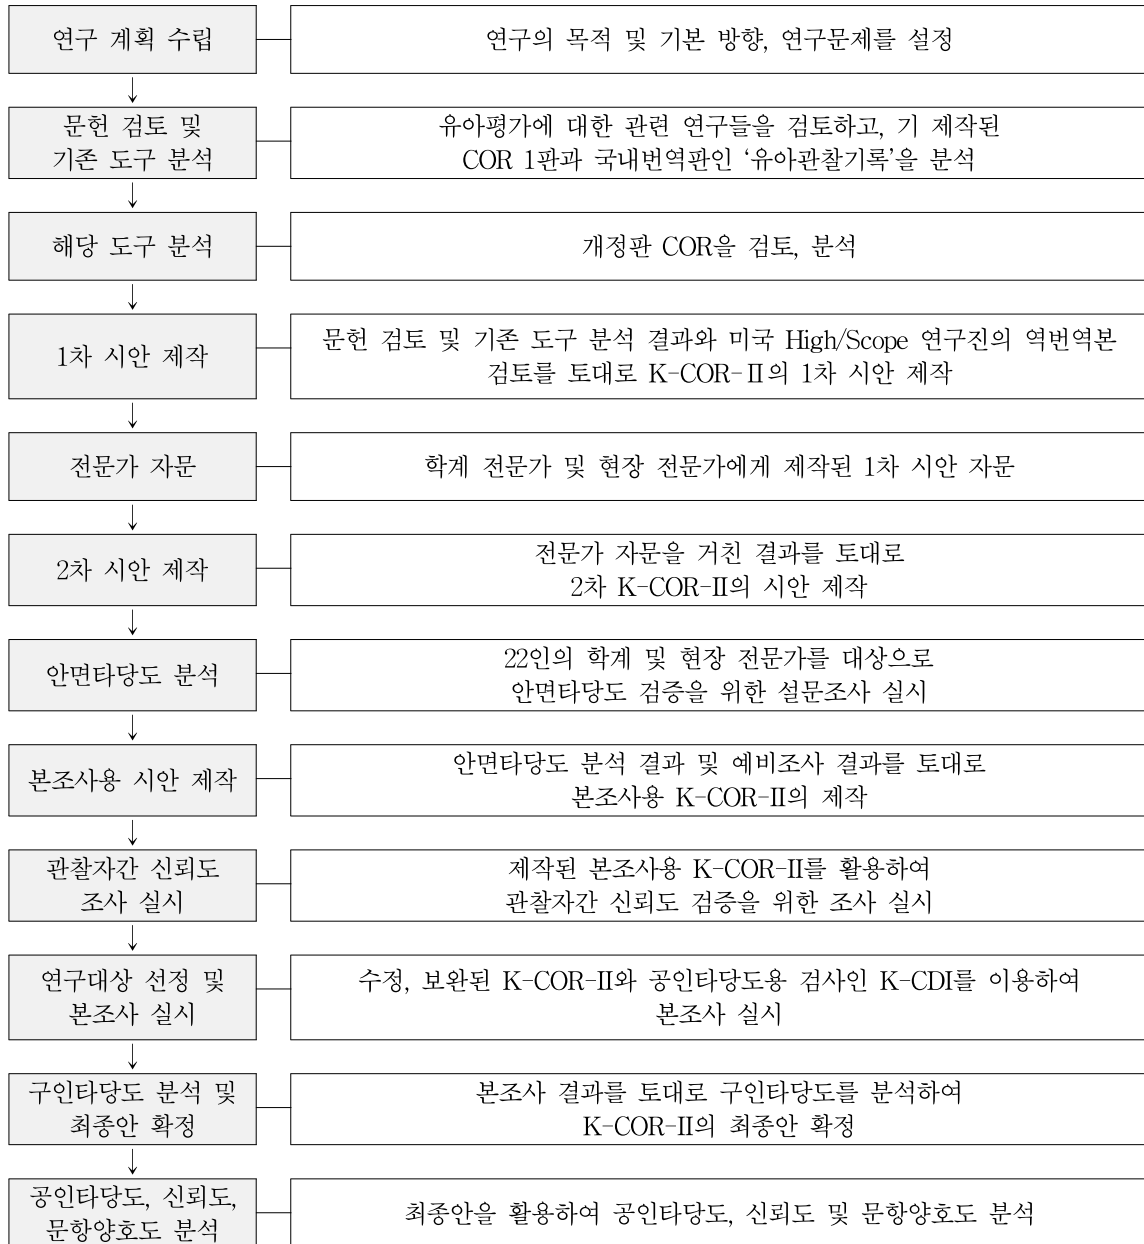 연구 계획 수립
연구의 목적 및 기본 방향, 연구문제를 설정
문헌 검토 및
기존 도구 분석
유아평가에 대한 관련 연구들을 검토하고, 기 제작된
COR 1판과 국내번역판인 ‘유아관찰기록’을 분석
해당 도구 분석
개정판 COR을 검토, 분석
1차 시안 제작
문헌 검토 및 기존 도구 분석 결과와 미국 High/Scope 연구진의 역번역본
검토를 토대로 K-COR-Ⅱ의 1차 시안 제작
전문가 자문
학계 전문가 및 현장 전문가에게 제작된 1차 시안 자문
2차 시안 제작
전문가 자문을 거친 결과를 토대로
2차 K-COR-Ⅱ의 시안 제작
안면타당도 분석
22인의 학계 및 현장 전문가를 대상으로
안면타당도 검증을 위한 설문조사 실시
본조사용 시안 제작
안면타당도 분석 결과 및 예비조사 결과를 토대로
본조사용 K-COR-Ⅱ의 제작
관찰자간 신뢰도
조사 실시
제작된 본조사용 K-COR-Ⅱ를 활용하여
관찰자간 신뢰도 검증을 위한 조사 실시
연구대상 선정 및
본조사 실시
수정, 보완된 K-COR-Ⅱ와 공인타당도용 검사인 K-CDI를 이용하여
본조사 실시
구인타당도 분석 및
최종안 확정
본조사 결과를 토대로 구인타당도를 분석하여
K-COR-Ⅱ의 최종안 확정
공인타당도, 신뢰도,
문항양호도 분석
최종안을 활용하여 공인타당도, 신뢰도 및 문항양호도 분석